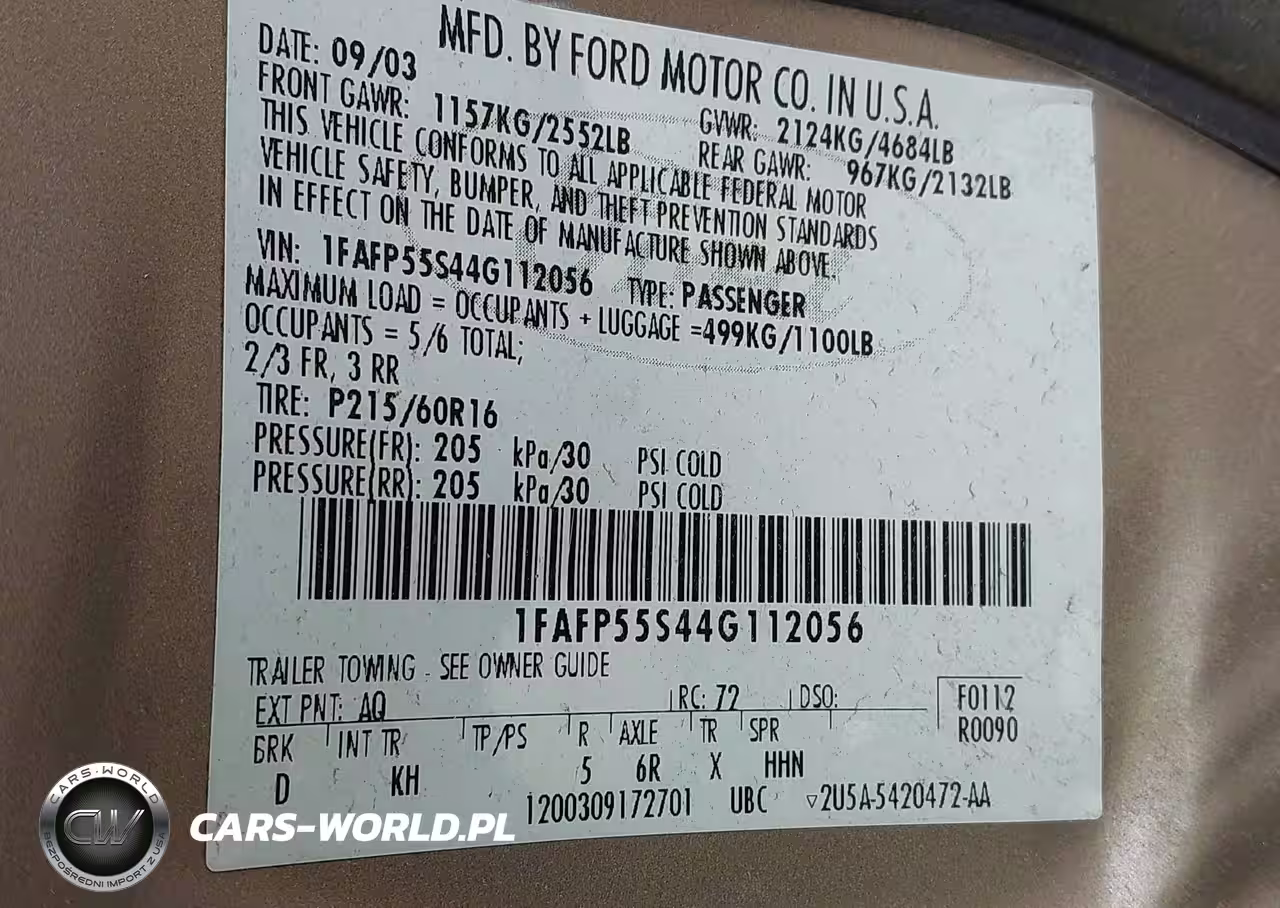 MFD. BY FORD MOTOR CO. IN U.S.A.
DATE: 09/03
GVWR: 2124KG/4684LB
FRONT GAWR: 1157KG/2552LB
REAR GAWR: 967KG/2132LB
THIS VEHICLE CONFORMS TO ALL APPLICABLE FEDERAL MOTOR
VEHICLE SAFETY, BUMPER, AND THEFT PREVENTION STANDARDS
IN EFFECT ON THE DATE OF MANUFACTURE SHOWN ABOVE.
VIN: 1FAFP55S44G112056 TYPE: PASSENGER
MAXIMUM LOAD = OCCUPANTS + LUGGAGE =499KG/1100LB
OCCUPANTS = 5/6 TOTAL;
2/3 FR, 3 RR
TIRE: P215/60R16
PRESSURE(FR): 205 kPa/30 PSI COLD
PRESSURE(RR): 205 kPa/30 PSI COLD
1FAFP55S44G112056
TRAILER TOWING - SEE OWNER GUIDE
EXT PNT: AQ RC: 72 DSO: F0112
R0090
BRK INT TR TP/PS R AXLE TR SPR
D KH 5 6R X HHN
1200309172701 UBC ▽2U5A-5420472-AA
CARS-WORLD
CW
BEZPOŚREDNI IMPORT Z USA
CARS-WORLD.PL